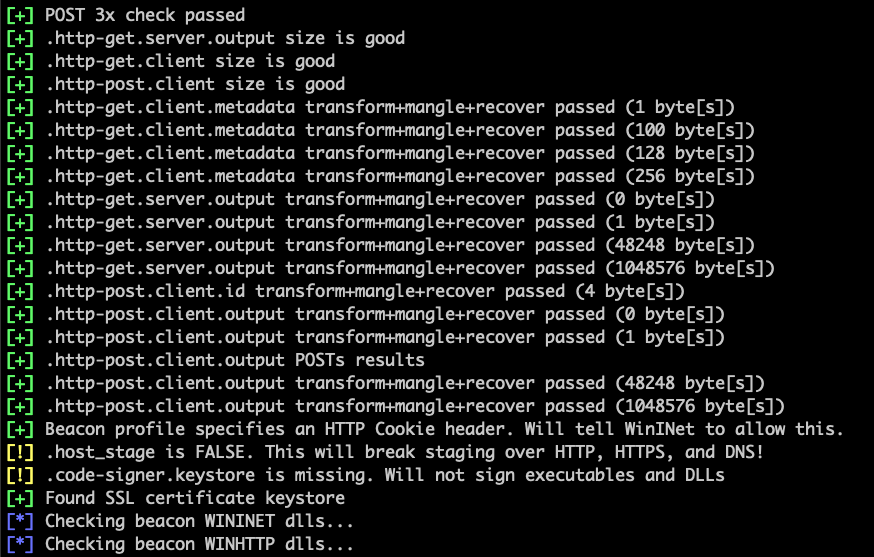 [+] POST 3x check passed
[+] .http-get.server.output size is good
[+] .http-get.client size is good
[+] .http-post.client size is good
[+] .http-get.client.metadata transform+mangle+recover passed (1 byte[s])
[+] .http-get.client.metadata transform+mangle+recover passed (100 byte[s])
[+] .http-get.client.metadata transform+mangle+recover passed (128 byte[s])
[+] .http-get.client.metadata transform+mangle+recover passed (256 byte[s])
[+] .http-get.server.output transform+mangle+recover passed (0 byte[s])
[+] .http-get.server.output transform+mangle+recover passed (1 byte[s])
[+] .http-get.server.output transform+mangle+recover passed (48248 byte[s])
[+] .http-get.server.output transform+mangle+recover passed (1048576 byte[s])
[+] .http-post.client.id transform+mangle+recover passed (4 byte[s])
[+] .http-post.client.output transform+mangle+recover passed (0 byte[s])
[+] .http-post.client.output transform+mangle+recover passed (1 byte[s])
[+] .http-post.client.output POSTs results
[+] .http-post.client.output transform+mangle+recover passed (48248 byte[s])
[+] .http-post.client.output transform+mangle+recover passed (1048576 byte[s])
[+] Beacon profile specifies an HTTP Cookie header. Will tell WinINet to allow this.
[!] .host_stage is FALSE. This will break staging over HTTP, HTTPS, and DNS!
[!] .code-signer.keystore is missing. Will not sign executables and DLLs
[+] Found SSL certificate keystore
[*] Checking beacon WININET dlls...
[*] Checking beacon WINHTTP dlls...